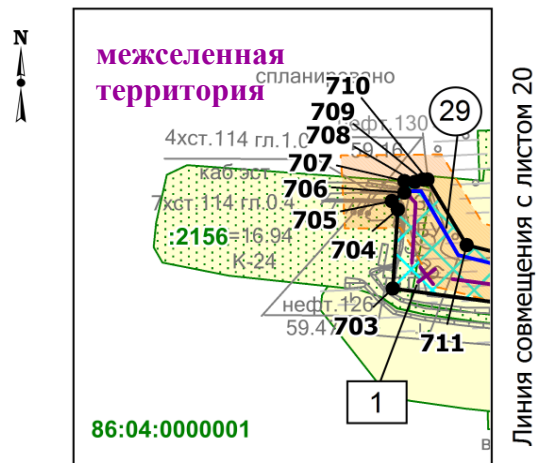 N
межселенная
территория
спланировано
710
709
708
707
706
705
704
703
711
29
нефт.130
59.16
4хст.114 гл.1.0
каб.эст
7хст.114 гл.0.4
:2156
=16.94
К-24
нефт.126
59.47
1
86:04:0000001
в
Линия совмещения с листом 20